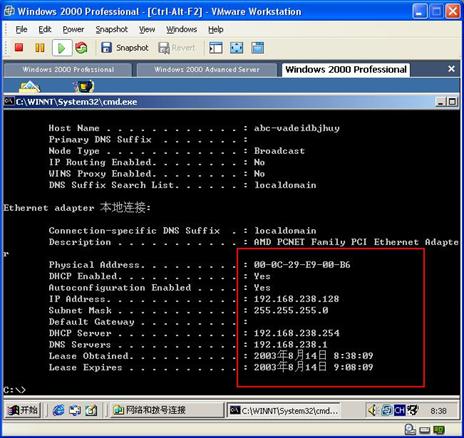 Windows 2000 Professional - [Ctrl-Alt-F2] - VMware Workstation
File Edit Power Snapshot View Windows Help
Snapshot Revert
Windows 2000 Professional Windows 2000 Advanced Server Windows 2000 Professional
C:\WINNT\System32\cmd.exe
Host Name . . . . . . . . . . . . : abc-vadeidbjhuy
Primary DNS Suffix . . . . . . . :
Node Type . . . . . . . . . . . . : Broadcast
IP Routing Enabled. . . . . . . . : No
WINS Proxy Enabled. . . . . . . . : No
DNS Suffix Search List. . . . . . : localdomain
Ethernet adapter 本地连接:
Connection-specific DNS Suffix . : localdomain
Description . . . . . . . . . . . : AMD PCNET Family PCI Ethernet Adapte
r
Physical Address. . . . . . . . . : 00-0C-29-E9-00-B6
DHCP Enabled. . . . . . . . . . . : Yes
Autoconfiguration Enabled . . . . : Yes
IP Address. . . . . . . . . . . . : 192.168.238.128
Subnet Mask . . . . . . . . . . . : 255.255.255.0
Default Gateway . . . . . . . . . :
DHCP Server . . . . . . . . . . . : 192.168.238.254
DNS Servers . . . . . . . . . . . : 192.168.238.1
Lease Obtained. . . . . . . . . . : 2003年8月14日 8:38:09
Lease Expires . . . . . . . . . . : 2003年8月14日 9:08:09
C:\>
开始 网络和拨号连接 C:\WINNT\System32\cmd... CH 8:38